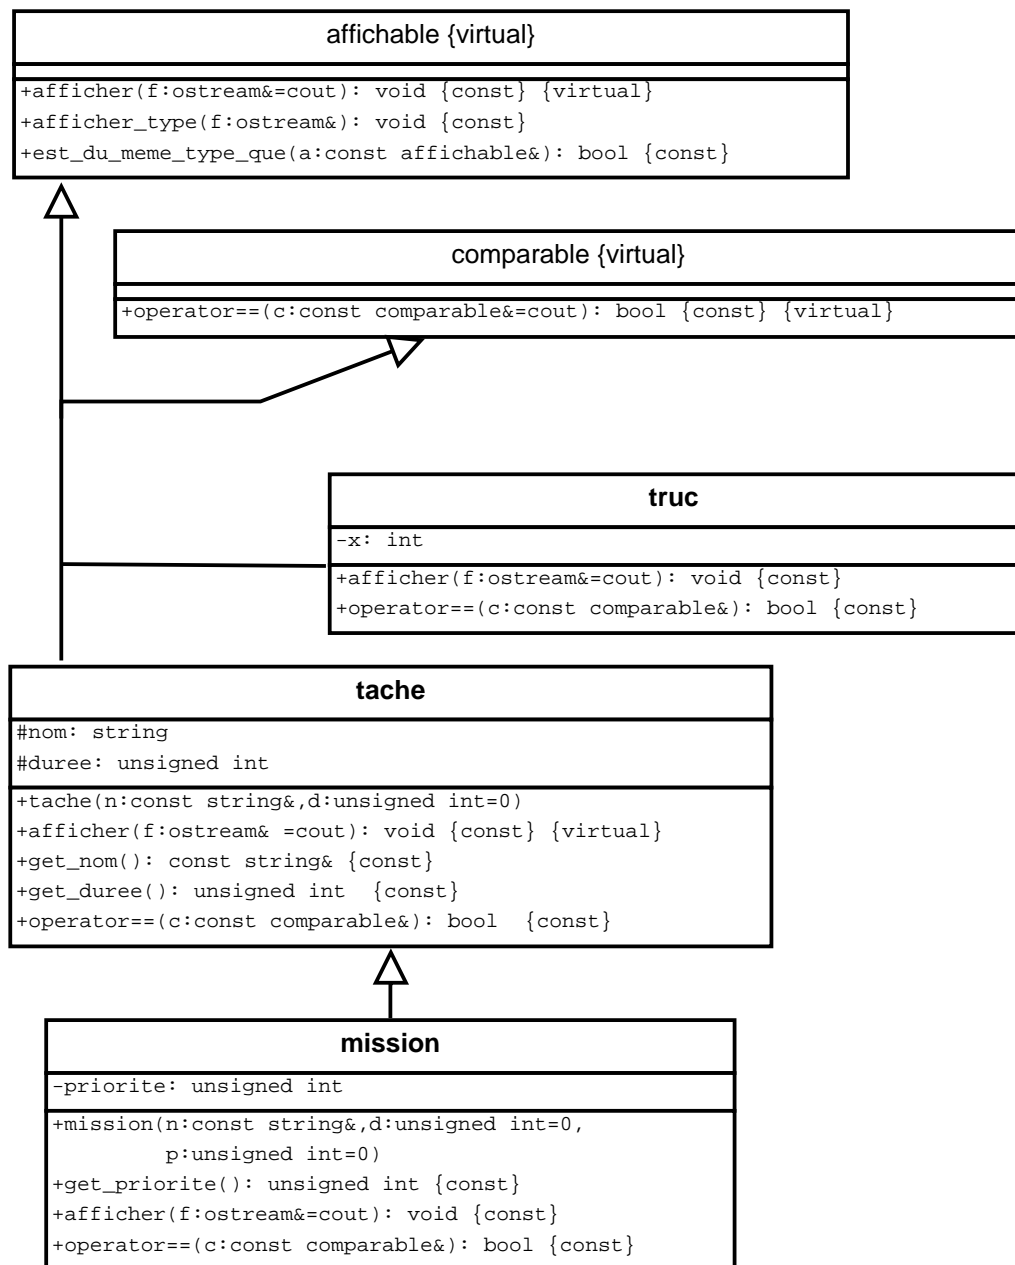 affichable {virtual}
+afficher(f:ostream&=cout): void {const} {virtual}
+afficher_type(f:ostream&): void {const}
+est_du_meme_type_que(a:const affichable&): bool {const}
comparable {virtual}
+operator==(c:const comparable&=cout): bool {const} {virtual}
truc
-x: int
+afficher(f:ostream&=cout): void {const}
+operator==(c:const comparable&): bool {const}
tache
#nom: string
#duree: unsigned int
+tache(n:const string&,d:unsigned int=0)
+afficher(f:ostream& =cout): void {const} {virtual}
+get_nom(): const string& {const}
+get_duree(): unsigned int  {const}
+operator==(c:const comparable&): bool  {const}
mission
-priorite: unsigned int
+mission(n:const string&,d:unsigned int=0,
p:unsigned int=0)
+get_priorite(): unsigned int {const}
+afficher(f:ostream&=cout): void {const}
+operator==(c:const comparable&): bool {const}